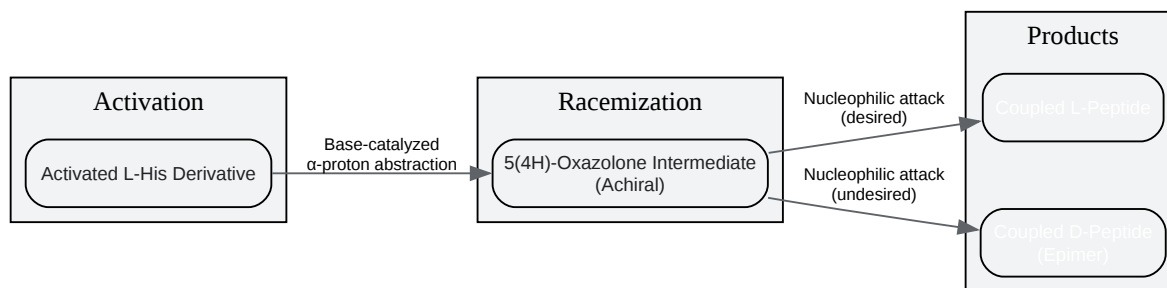 Products
Activation
Racemization
Activated L-His Derivative
Base-catalyzed
α-proton abstraction
5(4H)-Oxazolone Intermediate
(Achiral)
Nucleophilic attack
(desired)
Nucleophilic attack
(undesired)
Coupled L-Peptide
Coupled D-Peptide
(Epimer)